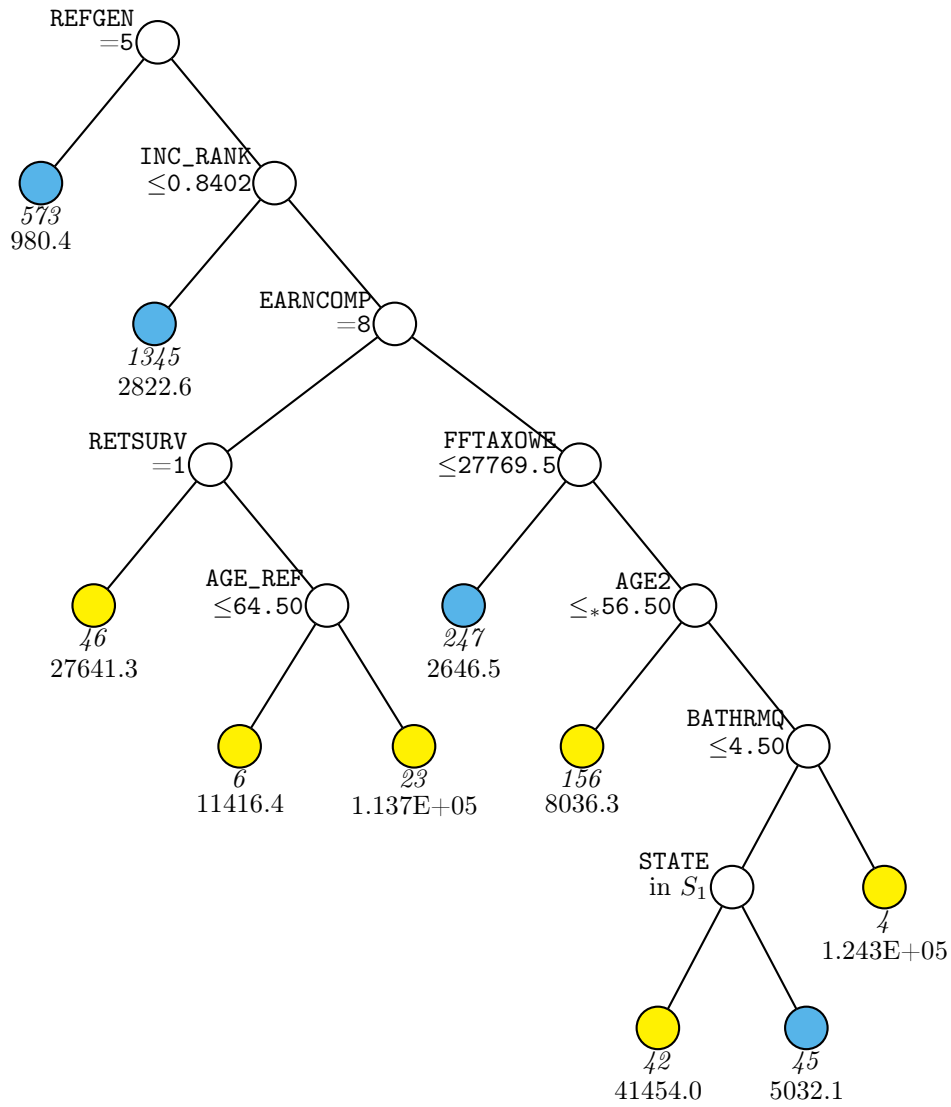 REFGEN
=5
INC_RANK
≤0.8402
573
980.4
EARNCOMP
=8
1345
2822.6
RETSURV
=1
FFTAXOWE
≤27769.5
AGE_REF
≤64.50
AGE2
≤*56.50
46
27641.3
247
2646.5
BATHRMQ
≤4.50
6
11416.4
23
1.137E+05
156
8036.3
STATE
in S1
4
1.243E+05
42
41454.0
45
5032.1